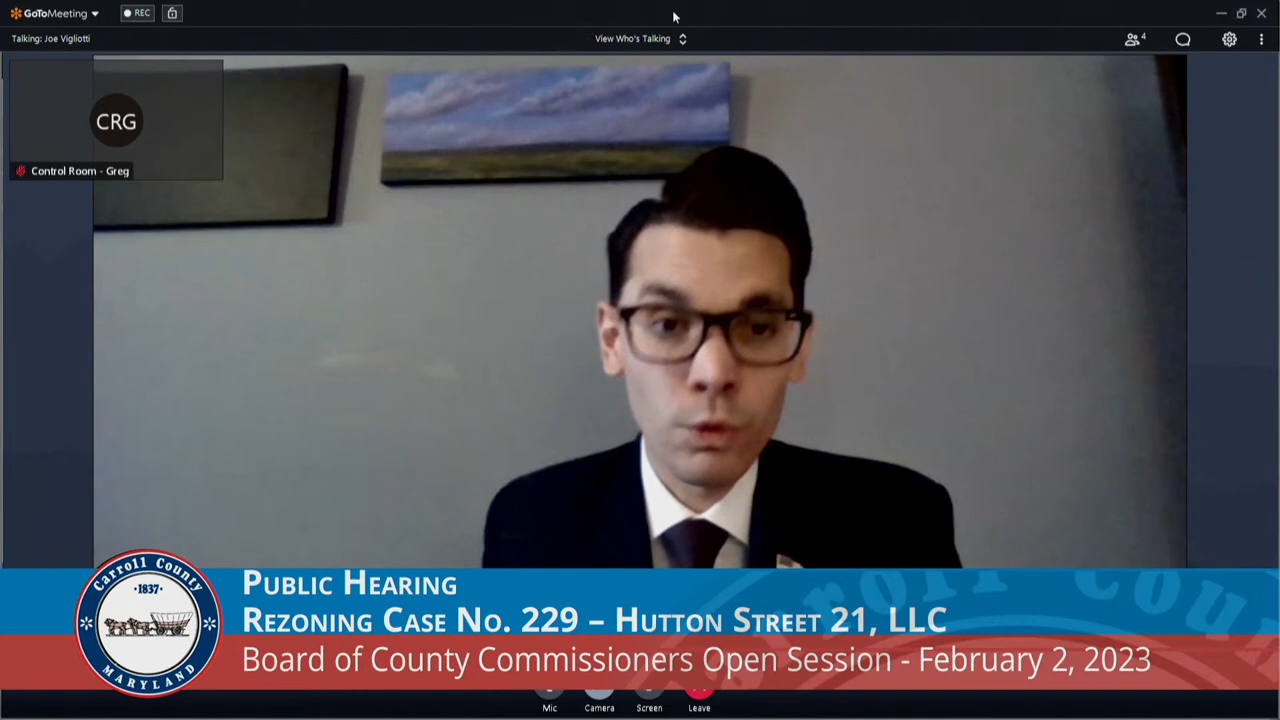 GoToMeeting
REC
Talking: Joe Vigliotti
View Who's Talking
4
CRG
Control Room - Greg
Carroll County
·1837·
MARYLAND
Public Hearing
Rezoning Case No. 229 – Hutton Street 21, LLC
Board of County Commissioners Open Session - February 2, 2023
Mic
Camera
Screen
Leave